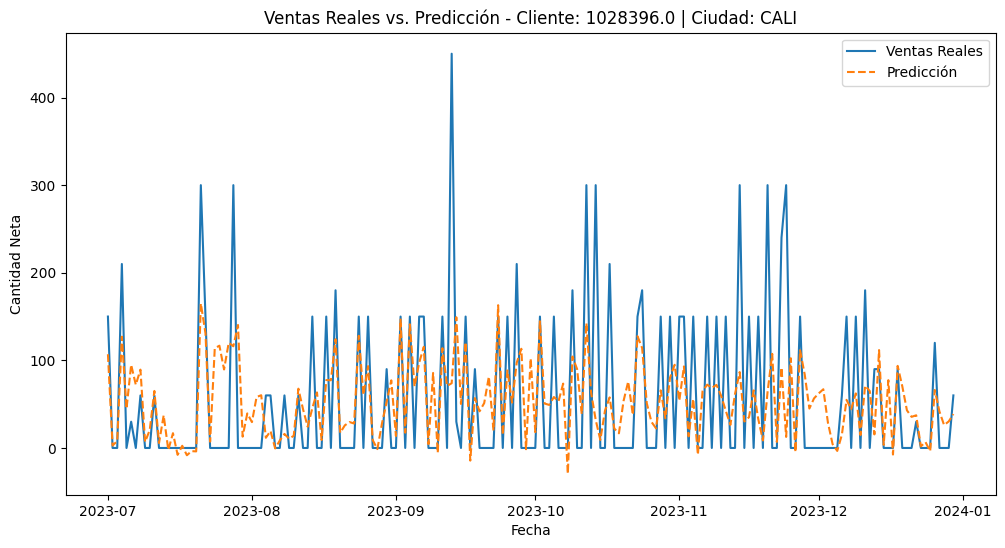 Ventas Reales vs. Predicción - Cliente: 1028396.0 | Ciudad: CALI
Ventas Reales
Predicción
400
300
200
100
0
Cantidad Neta
2023-07
2023-08
2023-09
2023-10
2023-11
2023-12
2024-01
Fecha